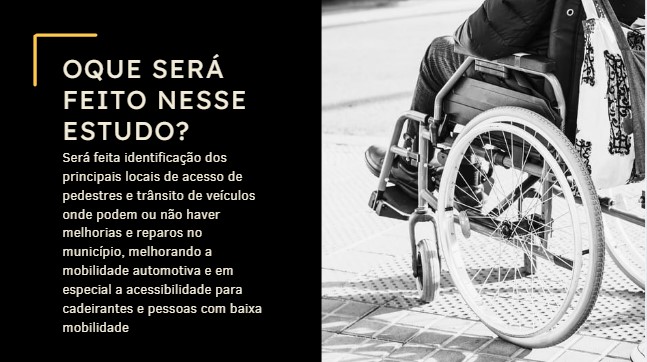 OQUE SERÁ
FEITO NESSE
ESTUDO?
Será feita identificação dos
principais locais de acesso de
pedestres e trânsito de veículos
onde podem ou não haver
melhorias e reparos no
município, melhorando a
mobilidade automotiva e em
especial a acessibilidade para
cadeirantes e pessoas com baixa
mobilidade